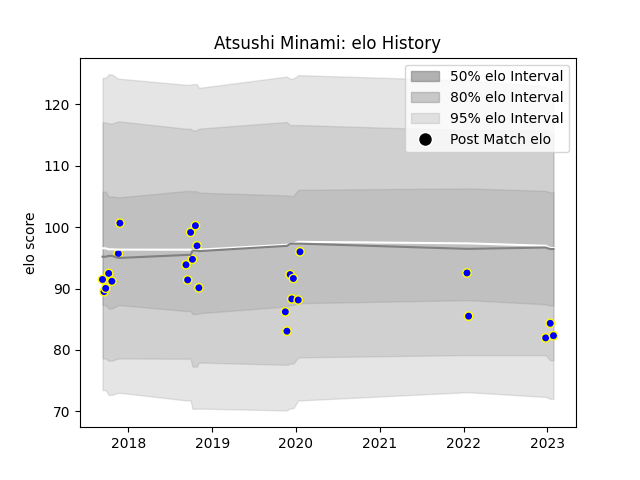 Atsushi Minami: elo History
50% elo Interval
80% elo Interval
95% elo Interval
Post Match elo
elo score
120
110
100
90
80
70
2018 2019 2020 2021 2022 2023